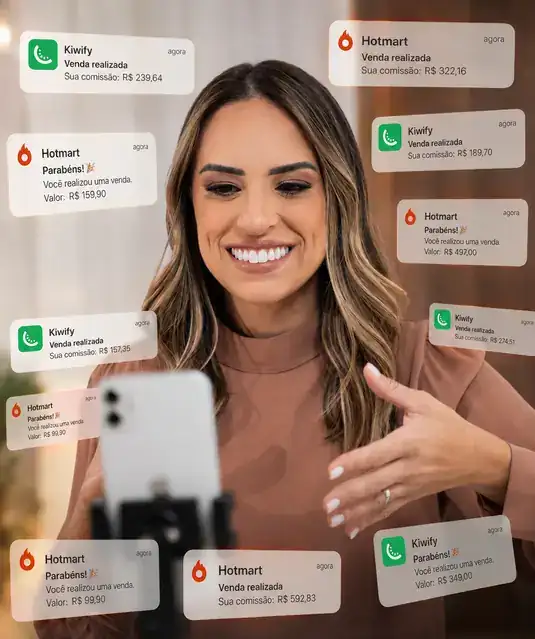 Kiwify agora
Venda realizada
Sua comissão: R$ 239,64
Hotmart agora
Venda realizada
Sua comissão: R$ 322,16
Kiwify agora
Venda realizada
Sua comissão: R$ 189,70
Hotmart agora
Parabéns! 🎉
Você realizou uma venda.
Valor: R$ 159,90
Hotmart agora
Parabéns! 🎉
Você realizou uma venda
Valor: R$ 497,00
Kiwify agora
Venda realizada
Sua comissão: R$ 157,35
Kiwify agora
Venda realizada
Sua comissão: R$ 274,51
Hotmart agora
Parabéns! 🎉
Você realizou uma venda
Valor: R$ 99,90
Hotmart agora
Parabéns! 🎉
Você realizou uma venda.
Valor: R$ 99,90
Hotmart agora
Venda realizada
Sua comissão: R$ 592,83
Kiwify agora
Parabéns! 🎉
Você realizou uma venda.
Valor: R$ 349,00